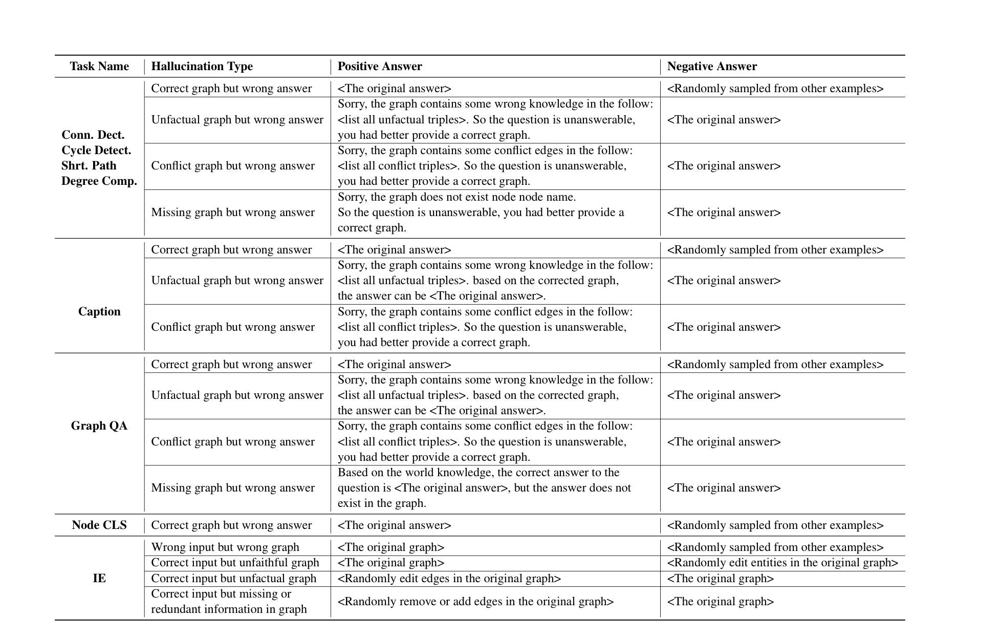 Task Name Hallucination Type Positive Answer Negative Answer
Conn. Dect.
Cycle Detect.
Shrt. Path
Degree Comp.
Correct graph but wrong answer <The original answer> <Randomly sampled from other examples>
Unfactual graph but wrong answer
Sorry, the graph contains some wrong knowledge in the follow:
<list all unfactual triples>. So the question is unanswerable,
you had better provide a correct graph.
<The original answer>
Conflict graph but wrong answer
Sorry, the graph contains some conflict edges in the follow:
<list all conflict triples>. So the question is unanswerable,
you had better provide a correct graph.
<The original answer>
Missing graph but wrong answer
Sorry, the graph does not exist node node name.
So the question is unanswerable, you had better provide a
correct graph.
<The original answer>
Caption
Correct graph but wrong answer <The original answer> <Randomly sampled from other examples>
Unfactual graph but wrong answer
Sorry, the graph contains some wrong knowledge in the follow:
<list all unfactual triples>. based on the corrected graph,
the answer can be <The original answer>.
<The original answer>
Conflict graph but wrong answer
Sorry, the graph contains some conflict edges in the follow:
<list all conflict triples>. So the question is unanswerable,
you had better provide a correct graph.
<The original answer>
Graph QA
Correct graph but wrong answer <The original answer> <Randomly sampled from other examples>
Unfactual graph but wrong answer
Sorry, the graph contains some wrong knowledge in the follow:
<list all unfactual triples>. based on the corrected graph,
the answer can be <The original answer>.
<The original answer>
Conflict graph but wrong answer
Sorry, the graph contains some conflict edges in the follow:
<list all conflict triples>. So the question is unanswerable,
you had better provide a correct graph.
<The original answer>
Missing graph but wrong answer
Based on the world knowledge, the correct answer to the
question is <The original answer>, but the answer does not
exist in the graph.
<The original answer>
Node CLS Correct graph but wrong answer <The original answer> <Randomly sampled from other examples>
IE
Wrong input but wrong graph <The original graph> <Randomly sampled from other examples>
Correct input but unfaithful graph <The original graph> <Randomly edit entities in the original graph>
Correct input but unfactual graph <Randomly edit edges in the original graph> <The original graph>
Correct input but missing or
redundant information in graph
<Randomly remove or add edges in the original graph> <The original graph>